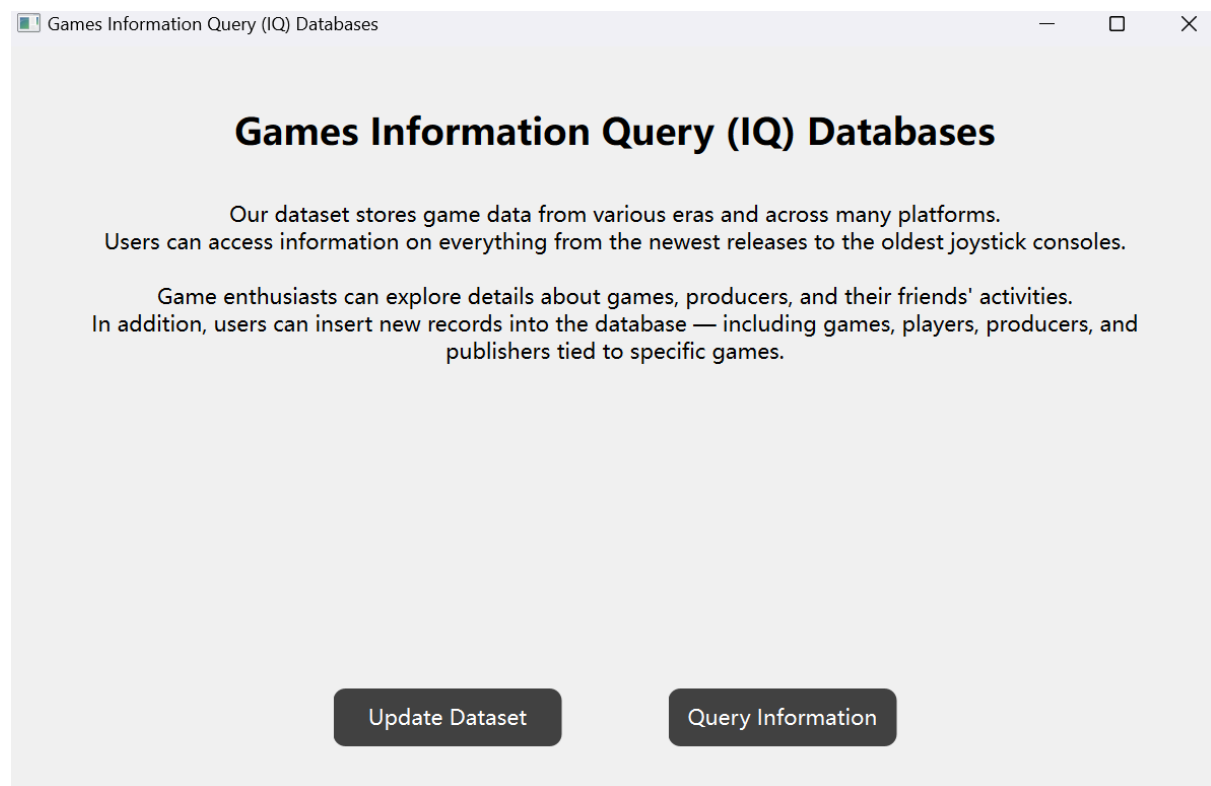 Games Information Query (IQ) Databases
Games Information Query (IQ) Databases
Our dataset stores game data from various eras and across many platforms.
Users can access information on everything from the newest releases to the oldest joystick consoles.
Game enthusiasts can explore details about games, producers, and their friends' activities.
In addition, users can insert new records into the database — including games, players, producers, and
publishers tied to specific games.
Update Dataset
Query Information